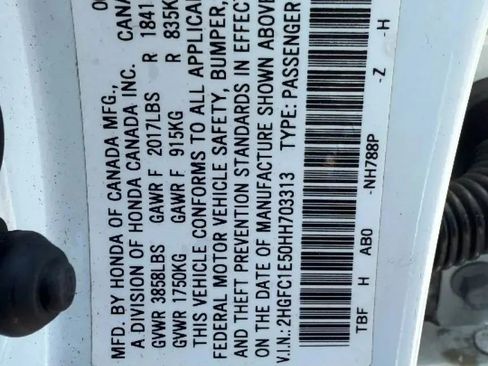 MFD. BY HONDA OF CANADA MFG.,
A DIVISION OF HONDA CANADA INC. CANA
GVWR 3858LBS GAWR F 2017LBS R 1841
GVWR 1750KG GAWR F 915KG R 835K
THIS VEHICLE CONFORMS TO ALL APPLICA
FEDERAL MOTOR VEHICLE SAFETY, BUMPER,
AND THEFT PREVENTION STANDARDS IN EFFECT
ON THE DATE OF MANUFACTURE SHOWN ABOVE
V.I.N.: 2HGFC1E50HH703313 TYPE: PASSENGER
TBF H AB0 -NH788P -Z -H